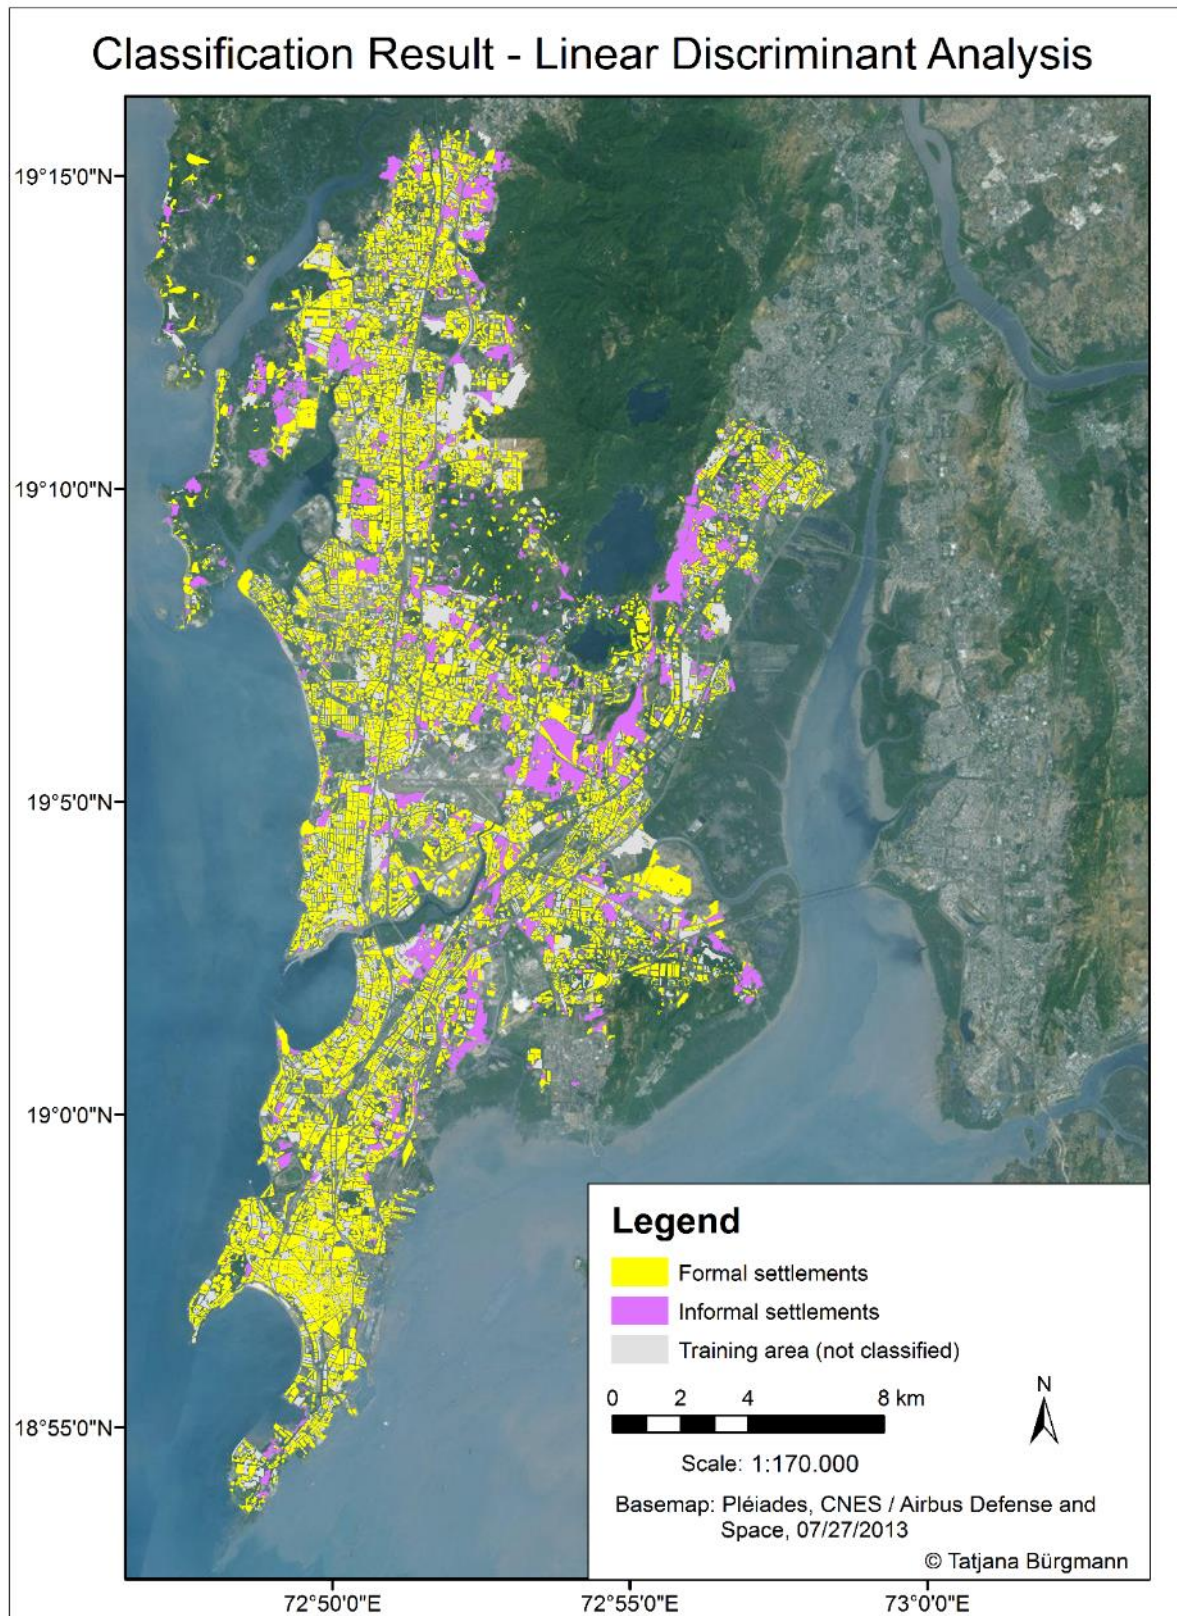 Classification Result - Linear Discriminant Analysis
19°15'0"N
19°10'0"N
19°5'0"N
19°0'0"N
18°55'0"N
Legend
Formal settlements
Informal settlements
Training area (not classified)
0 2 4 8 km
N
Scale: 1:170.000
Basemap: Pléiades, CNES / Airbus Defense and
Space, 07/27/2013
© Tatjana Bürgmann
72°50'0"E 72°55'0"E 73°0'0"E